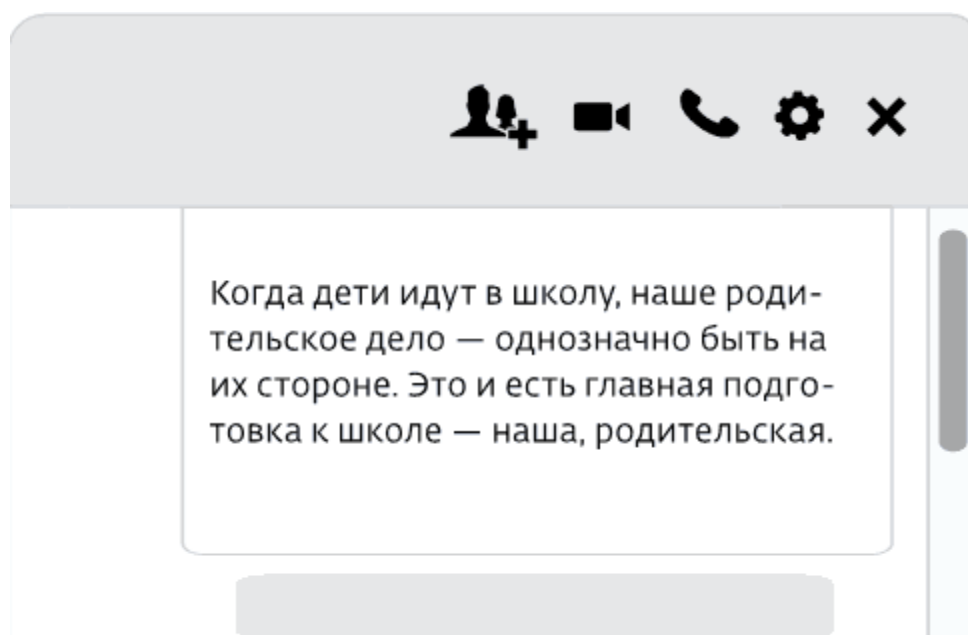 Когда дети идут в школу, наше роди-
тельское дело — однозначно быть на
их стороне. Это и есть главная подго-
товка к школе — наша, родительская.